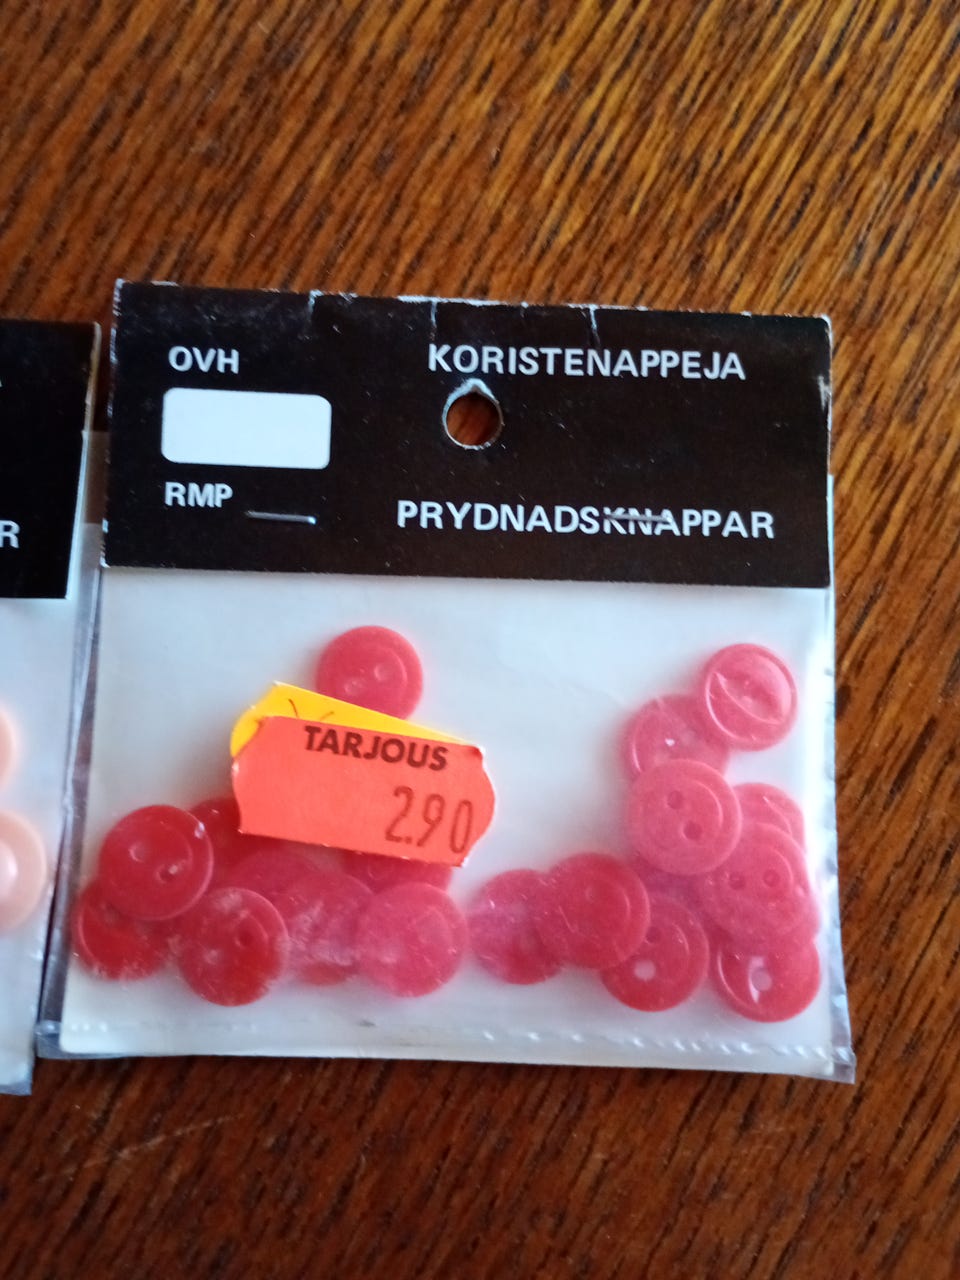 OVH
KORISTENAPPEJA
RMP
PRYDNADSKNAPPAR
TARJOUS
2.90
R